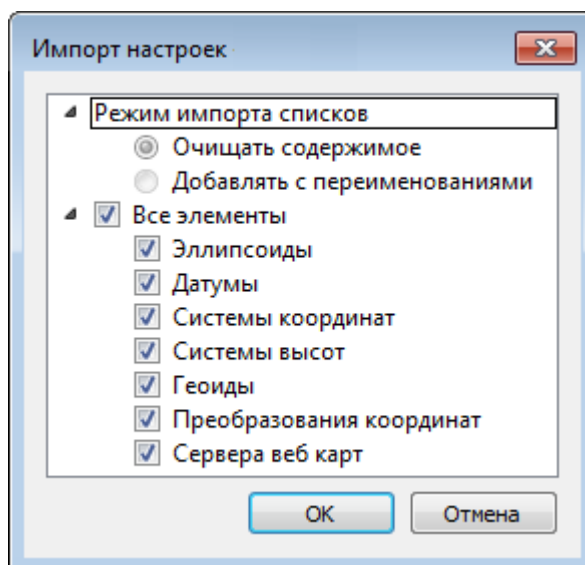 Импорт настроек
Режим импорта списков
Очищать содержимое
Добавлять с переименованиями
Все элементы
Эллипсоиды
Датумы
Системы координат
Системы высот
Геоиды
Преобразования координат
Сервера веб карт
OK Отмена